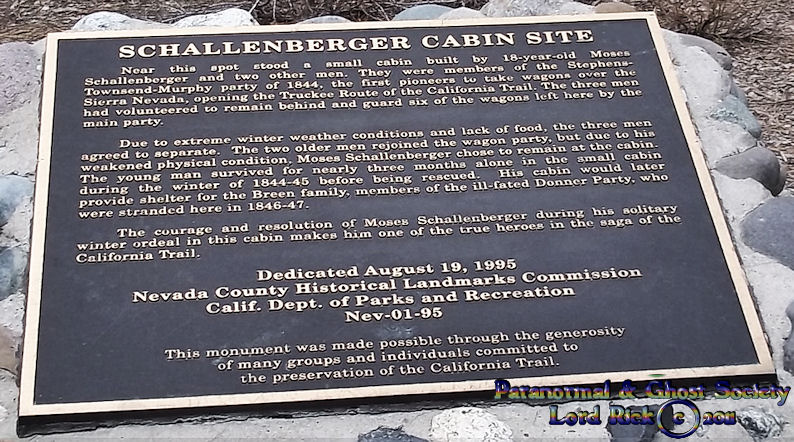 SCHALLENBERGER CABIN SITE
Near this spot stood a small cabin built by 18-year-old Moses
Schallenberger and two other men. They were members of the Stephens-
Townsend-Murphy party of 1844, the first pioneers to take wagons over the
Sierra Nevada, opening the Truckee Route of the California Trail. The three men
had volunteered to remain behind and guard six of the wagons left here by the
main party.
Due to extreme winter weather conditions and lack of food, the three men
agreed to separate. The two older men rejoined the wagon party, but due to his
weakened physical condition, Moses Schallenberger chose to remain at the cabin.
The young man survived for nearly three months alone in the small cabin
during the winter of 1844-45 before being rescued. His cabin would later
provide shelter for the Breen family, members of the ill-fated Donner Party, who
were stranded here in 1846-47.
The courage and resolution of Moses Schallenberger during his solitary
winter ordeal in this cabin makes him one of the true heroes in the saga of the
California Trail.
Dedicated August 19, 1995
Nevada County Historical Landmarks Commission
Calif. Dept. of Parks and Recreation
Nev-01-95
This monument was made possible through the generosity
of many groups and individuals committed to
the preservation of the California Trail.
Paranormal & Ghost Society
Lord Rick © 2011